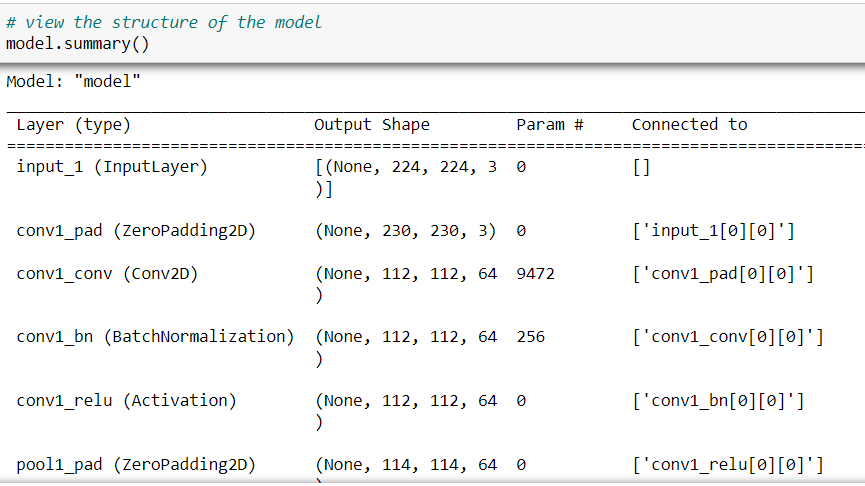 # view the structure of the model
model.summary()
Model: "model"
Layer (type) Output Shape Param # Connected to
==================================================================================================
input_1 (InputLayer) [(None, 224, 224, 3 0 []
)]
conv1_pad (ZeroPadding2D) (None, 230, 230, 3) 0 ['input_1[0][0]']
conv1_conv (Conv2D) (None, 112, 112, 64 9472 ['conv1_pad[0][0]']
)
conv1_bn (BatchNormalization) (None, 112, 112, 64 256 ['conv1_conv[0][0]']
)
conv1_relu (Activation) (None, 112, 112, 64 0 ['conv1_bn[0][0]']
)
pool1_pad (ZeroPadding2D) (None, 114, 114, 64 0 ['conv1_relu[0][0]']
)